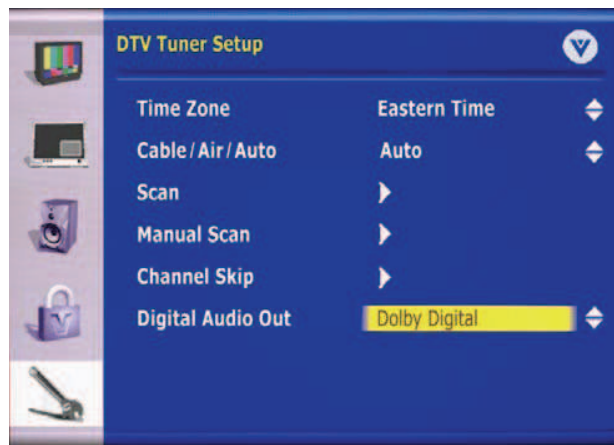 DTV Tuner Setup
Time Zone Eastern Time
Cable/Air/Auto Auto
Scan
Manual Scan
Channel Skip
Digital Audio Out Dolby Digital